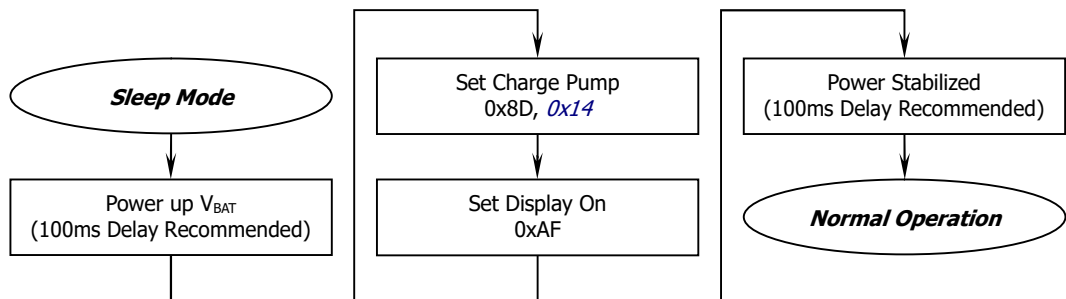 Sleep Mode
Power up VBAT
(100ms Delay Recommended)
Set Charge Pump
0x8D, 0x14
Set Display On
0xAF
Power Stabilized
(100ms Delay Recommended)
Normal Operation